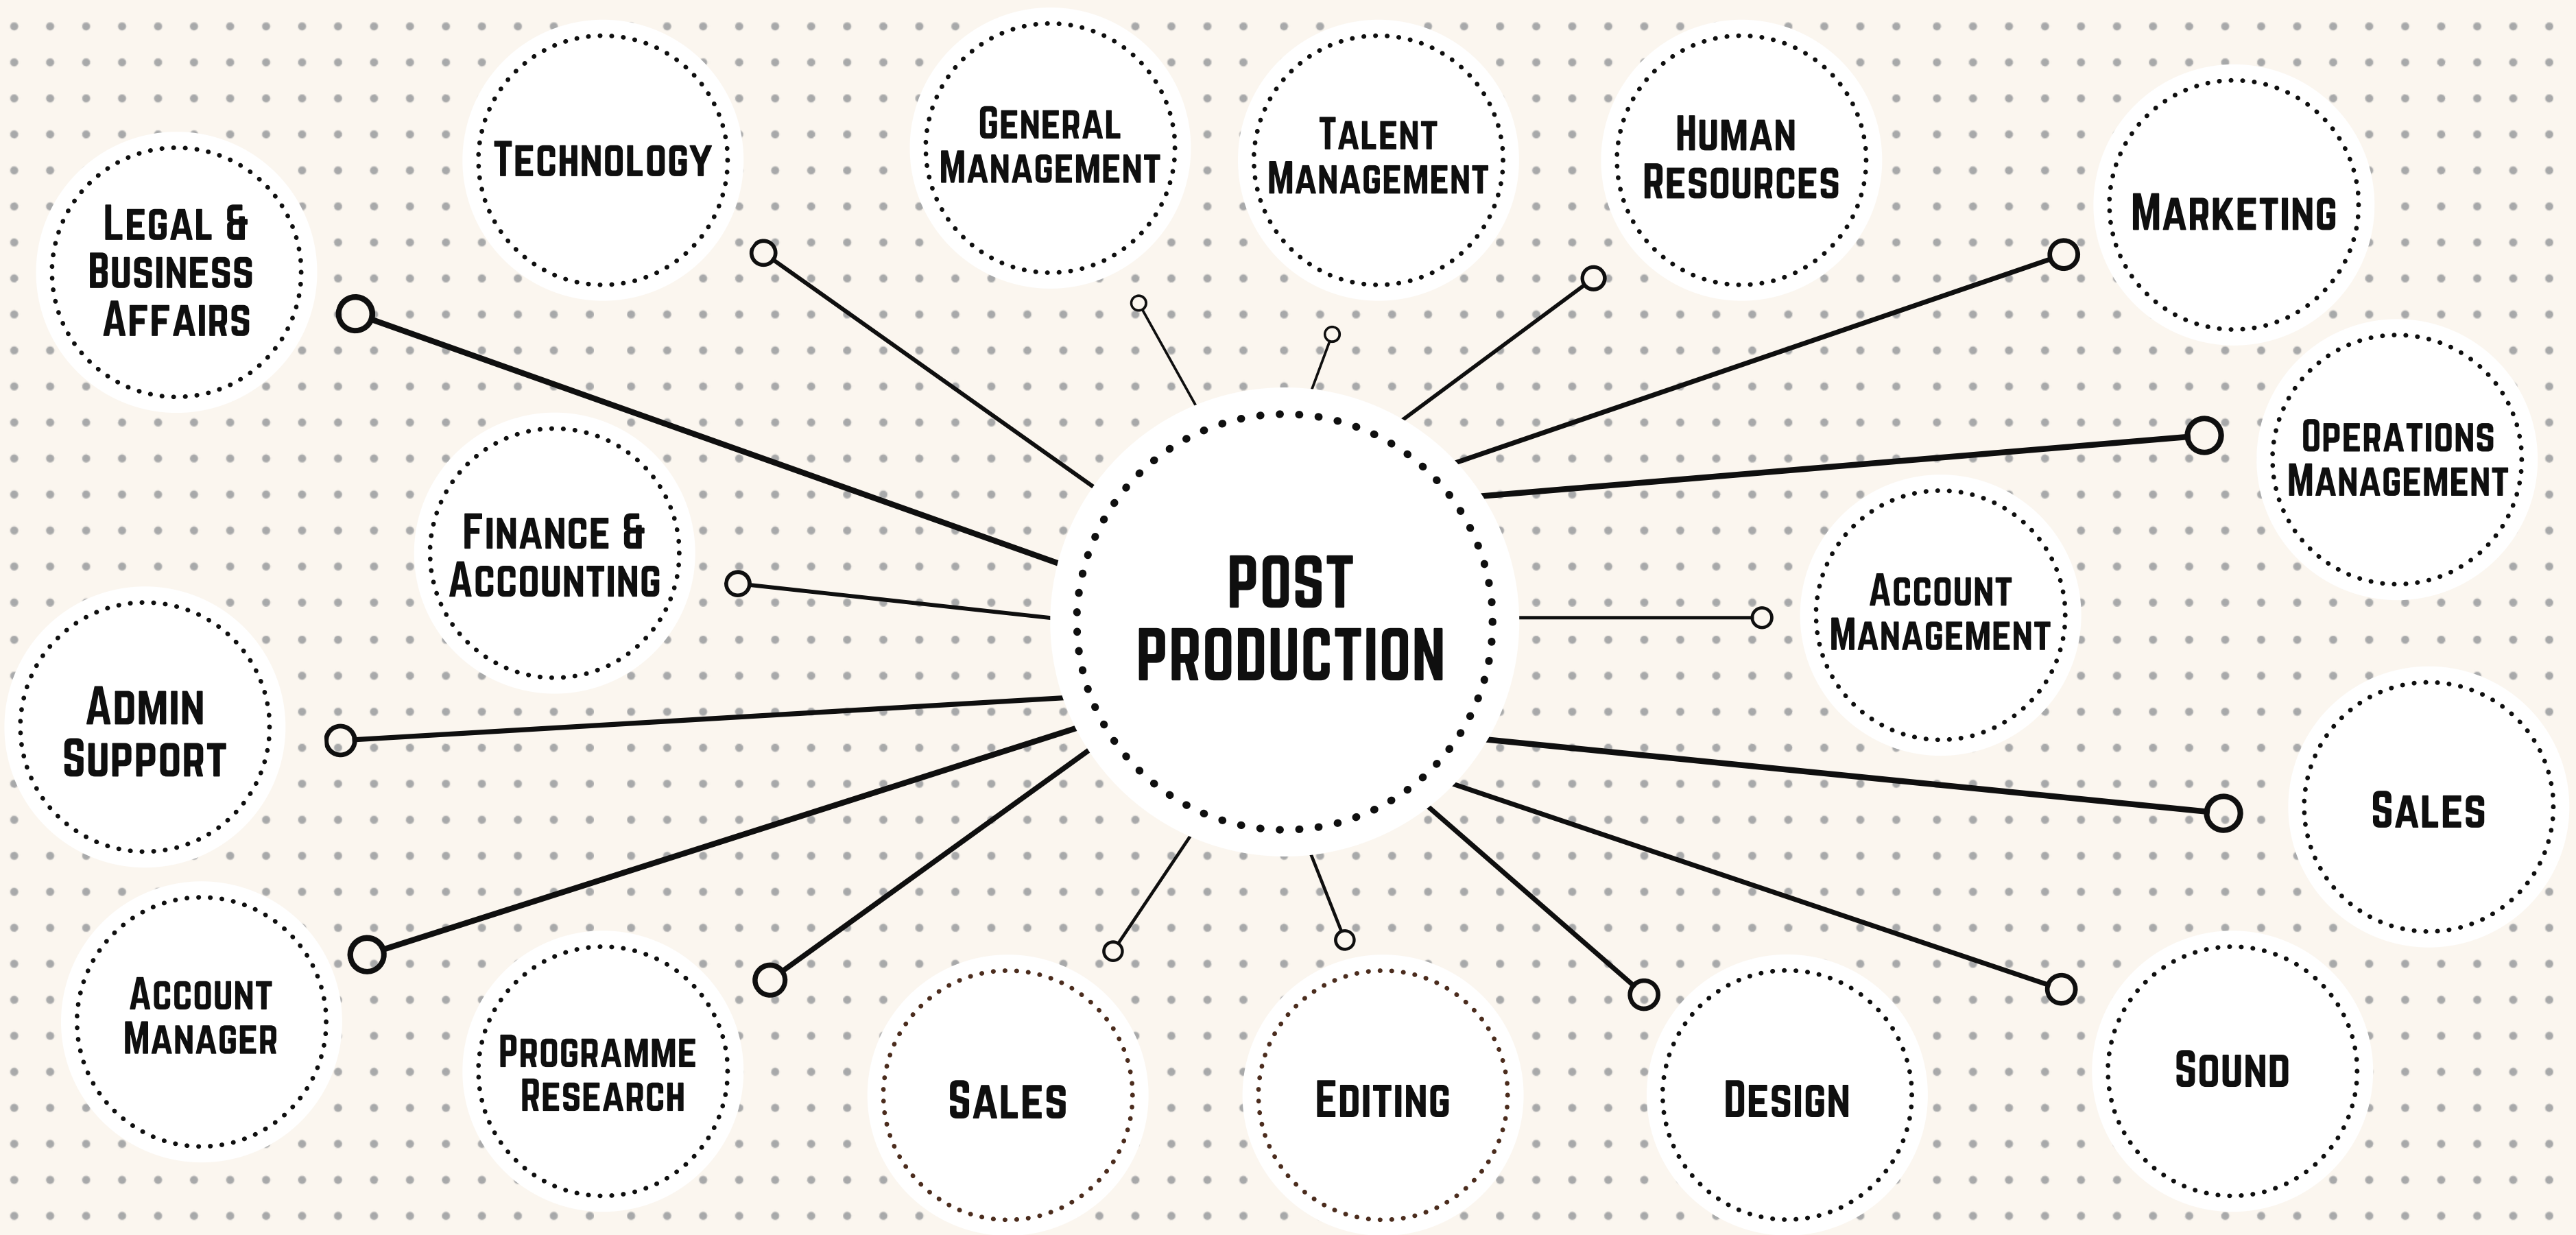 Technology
General
Management
Talent
Management
Human
Resources
Marketing
Legal &
Business
Affairs
Operations
Management
Finance &
Accounting
Post
Production
Account
Management
Admin
Support
Sales
Account
Manager
Programme
Research
Sales
Editing
Design
Sound